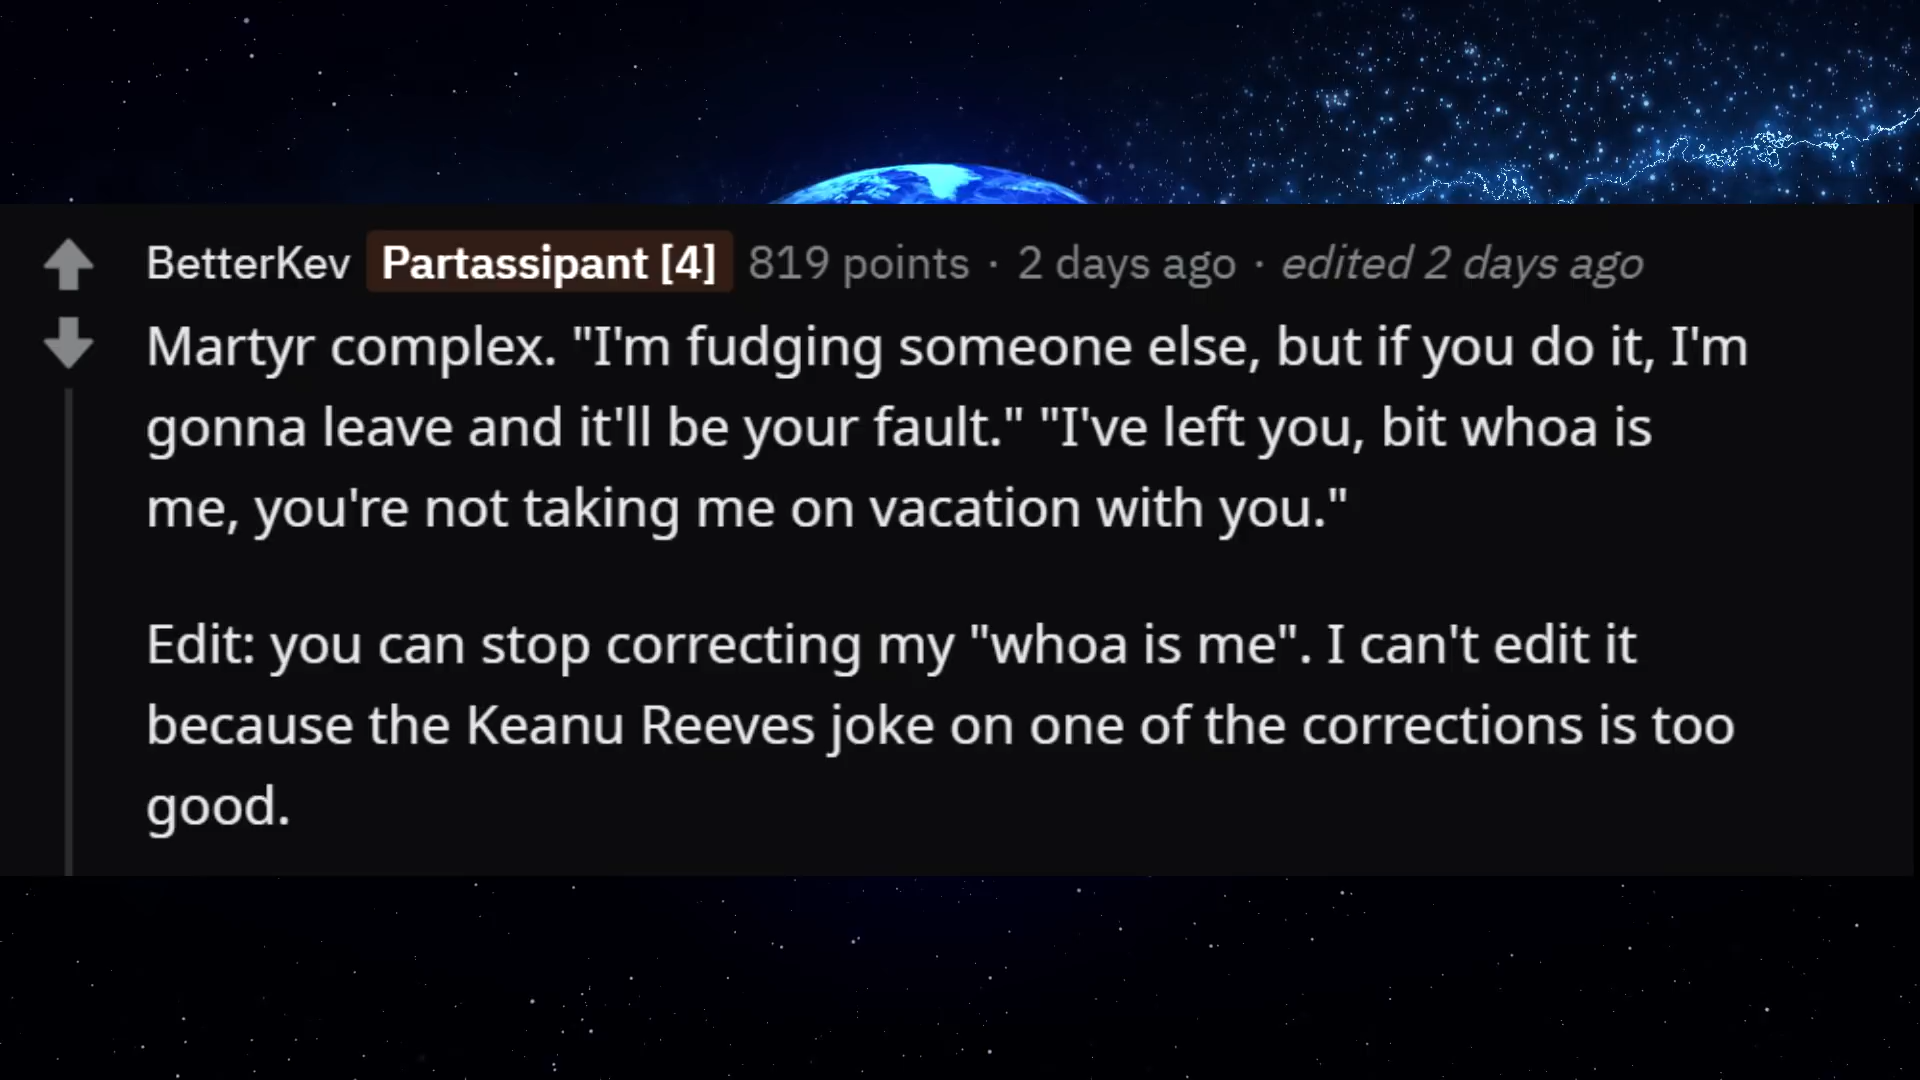 BetterKev Partassipant [4] 819 points · 2 days ago · edited 2 days ago
Martyr complex. "I'm fudging someone else, but if you do it, I'm
gonna leave and it'll be your fault." "I've left you, bit whoa is
me, you're not taking me on vacation with you."
Edit: you can stop correcting my "whoa is me". I can't edit it
because the Keanu Reeves joke on one of the corrections is too
good.